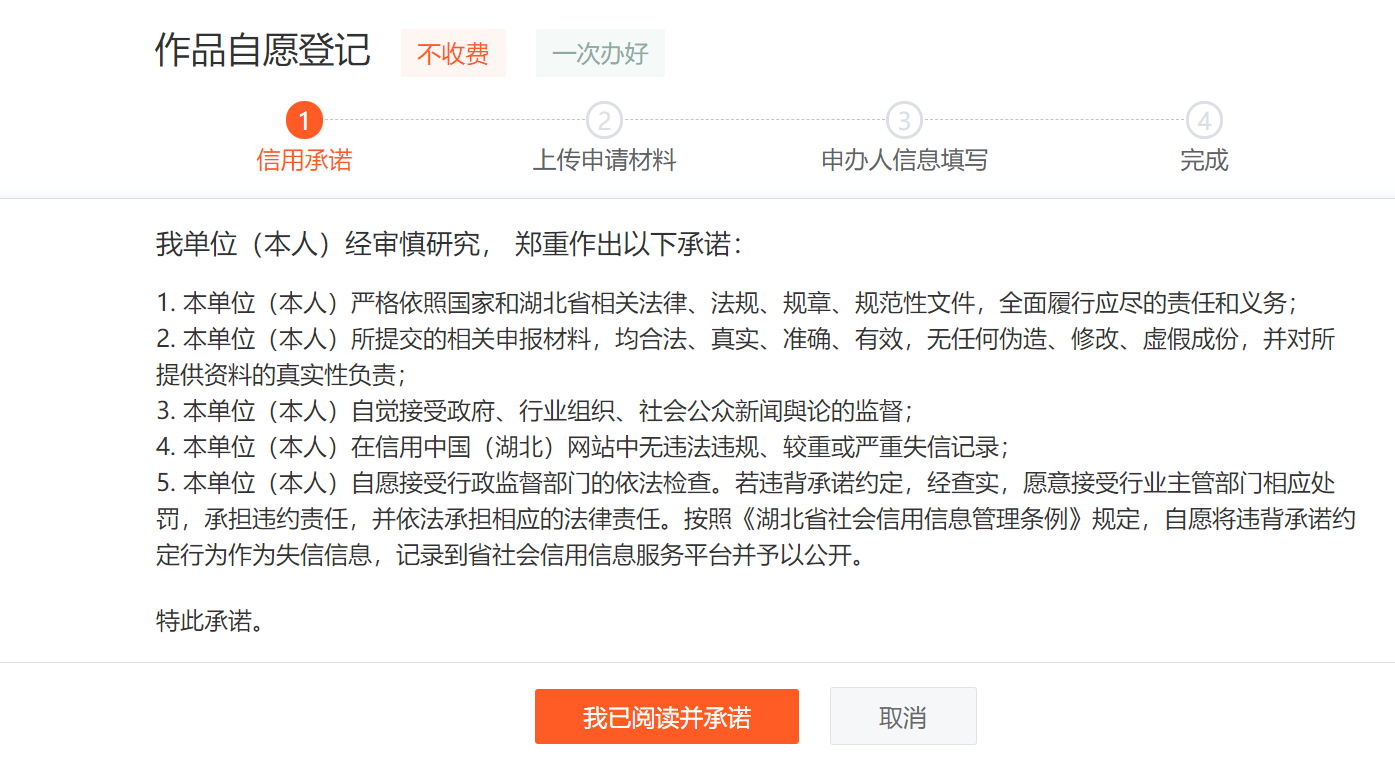 作品自愿登记 不收费 一次办好
1 2 3 4
信用承诺 上传申请材料 申办人信息填写 完成
我单位（本人）经审慎研究， 郑重作出以下承诺：
1. 本单位（本人）严格依照国家和湖北省相关法律、法规、规章、规范性文件，全面履行应尽的责任和义务；
2. 本单位（本人）所提交的相关申报材料，均合法、真实、准确、有效，无任何伪造、修改、虚假成份，并对所
提供资料的真实性负责；
3. 本单位（本人）自觉接受政府、行业组织、社会公众新闻舆论的监督；
4. 本单位（本人）在信用中国（湖北）网站中无违法违规、较重或严重失信记录；
5. 本单位（本人）自愿接受行政监督部门的依法检查。若违背承诺约定，经查实，愿意接受行业主管部门相应处
罚，承担违约责任，并依法承担相应的法律责任。按照《湖北省社会信用信息管理条例》规定，自愿将违背承诺约
定行为作为失信信息，记录到省社会信用信息服务平台并予以公开。
特此承诺。
我已阅读并承诺 取消